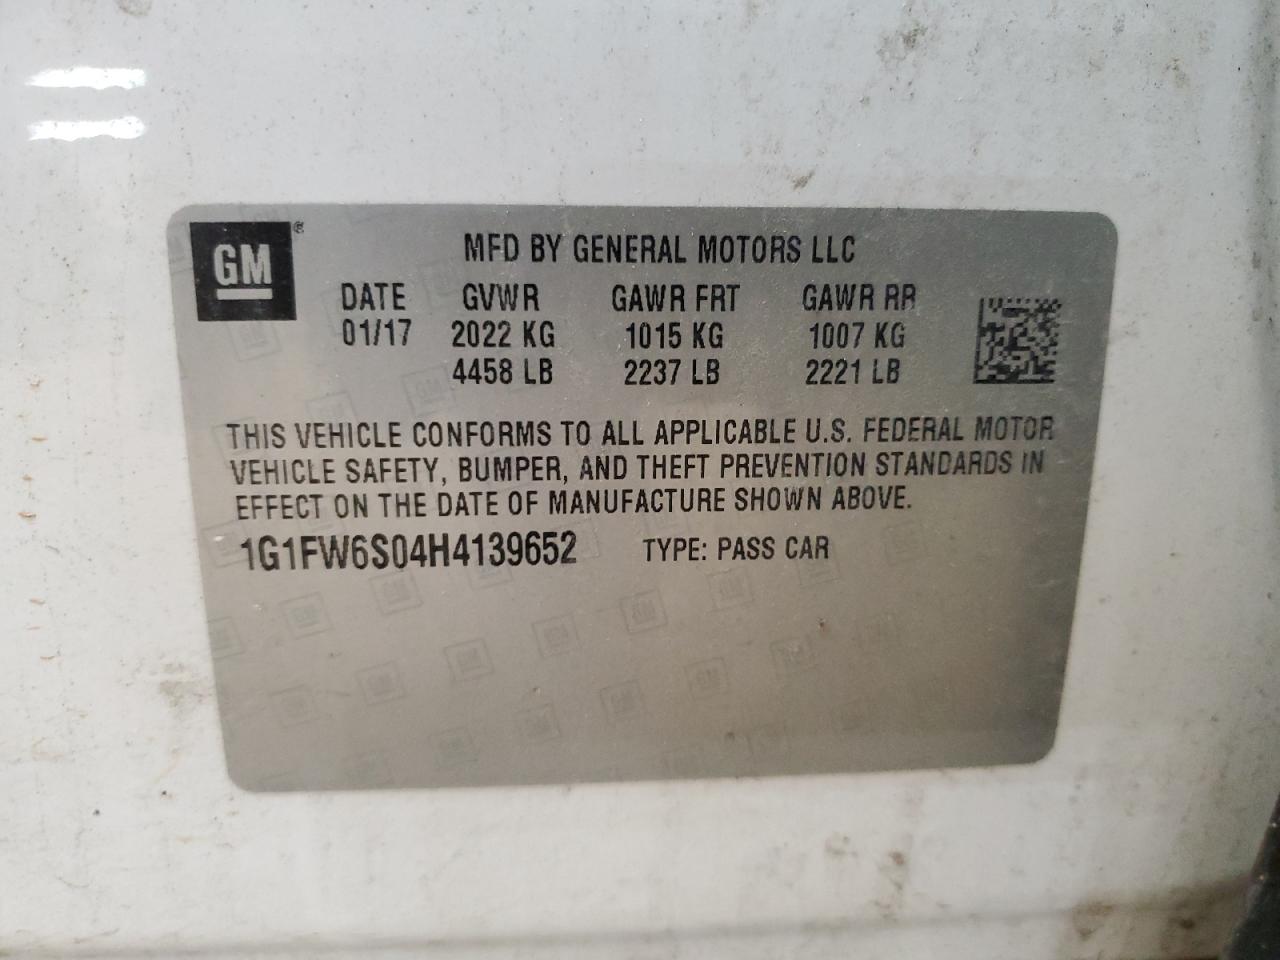 GM®
MFD BY GENERAL MOTORS LLC
DATE GVWR GAWR FRT GAWR RR
01/17 2022 KG 1015 KG 1007 KG
4458 LB 2237 LB 2221 LB
THIS VEHICLE CONFORMS TO ALL APPLICABLE U.S. FEDERAL MOTOR
VEHICLE SAFETY, BUMPER, AND THEFT PREVENTION STANDARDS IN
EFFECT ON THE DATE OF MANUFACTURE SHOWN ABOVE.
1G1FW6S04H4139652 TYPE: PASS CAR